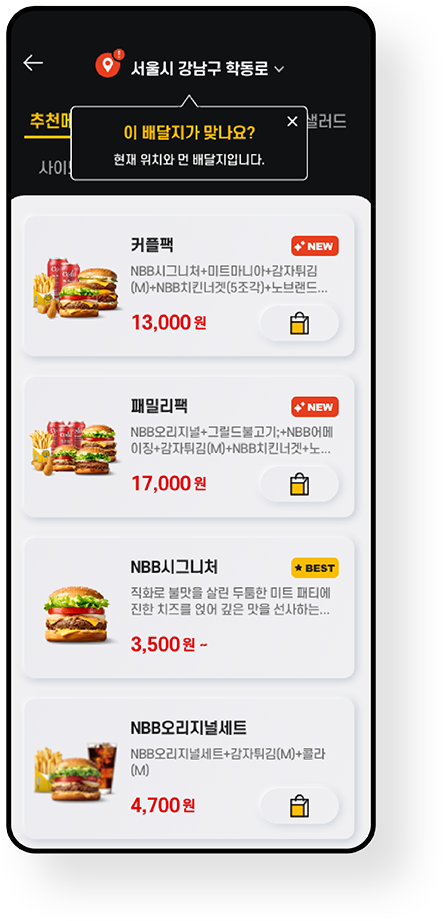 서울시 강남구 학동로
추천메
샐러드
이 배달지가 맞나요?
현재 위치와 먼 배달지입니다.
사이드
커플팩
NEW
NBB시그니처+미트마니아+감자튀김
(M)+NBB치킨너겟(5조각)+노브랜드...
13,000원
패밀리팩
NEW
NBB오리지널+그릴드불고기;+NBB어메
이징+감자튀김(M)+NBB치킨너겟+노...
17,000원
NBB시그니처
BEST
직화로 불맛을 살린 두툼한 미트 패티에
진한 치즈를 얹어 깊은 맛을 선사하는...
3,500원 ~
NBB오리지널세트
NBB오리지널세트+감자튀김(M)+콜라
(M)
4,700원